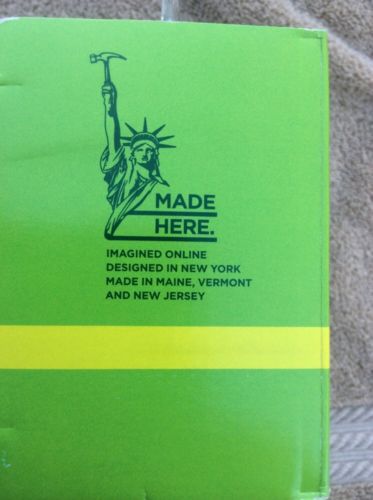 MADE
HERE.
IMAGINED ONLINE
DESIGNED IN NEW YORK
MADE IN MAINE, VERMONT
AND NEW JERSEY